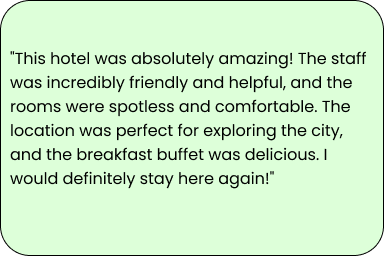 "This hotel was absolutely amazing! The staff
was incredibly friendly and helpful, and the
rooms were spotless and comfortable. The
location was perfect for exploring the city,
and the breakfast buffet was delicious. I
would definitely stay here again!"